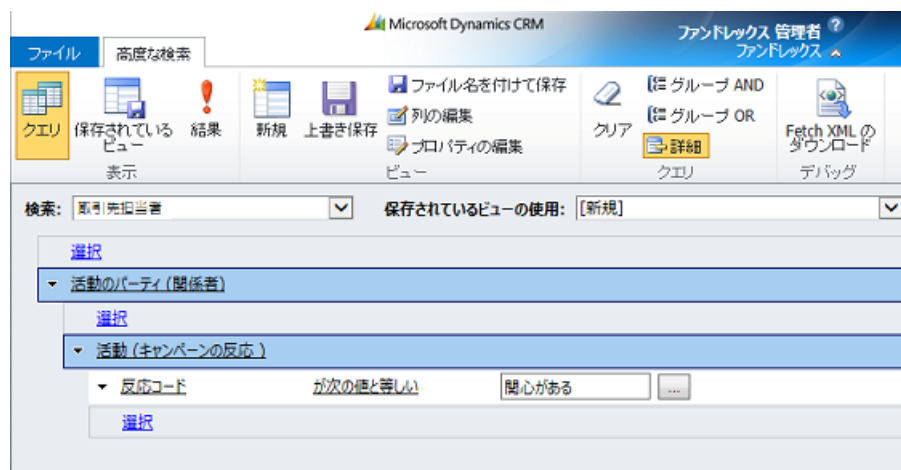 Microsoft Dynamics CRM
ファンドレックス 管理者
ファンドレックス
ファイル 高度な検索
クエリ 保存されているビュー 結果 新規 上書き保存 ファイル名を付けて保存 列の編集 プロパティの編集 クリア グループ AND グループ OR 詳細 Fetch XML のダウンロード
表示 ビュー クエリ デバッグ
検索: 取引先担当者 保存されているビューの使用: [新規]
選択
活動のパーティ (関係者)
選択
活動 (キャンペーンの反応 )
反応コード が次の値と等しい 関心がある ...
選択